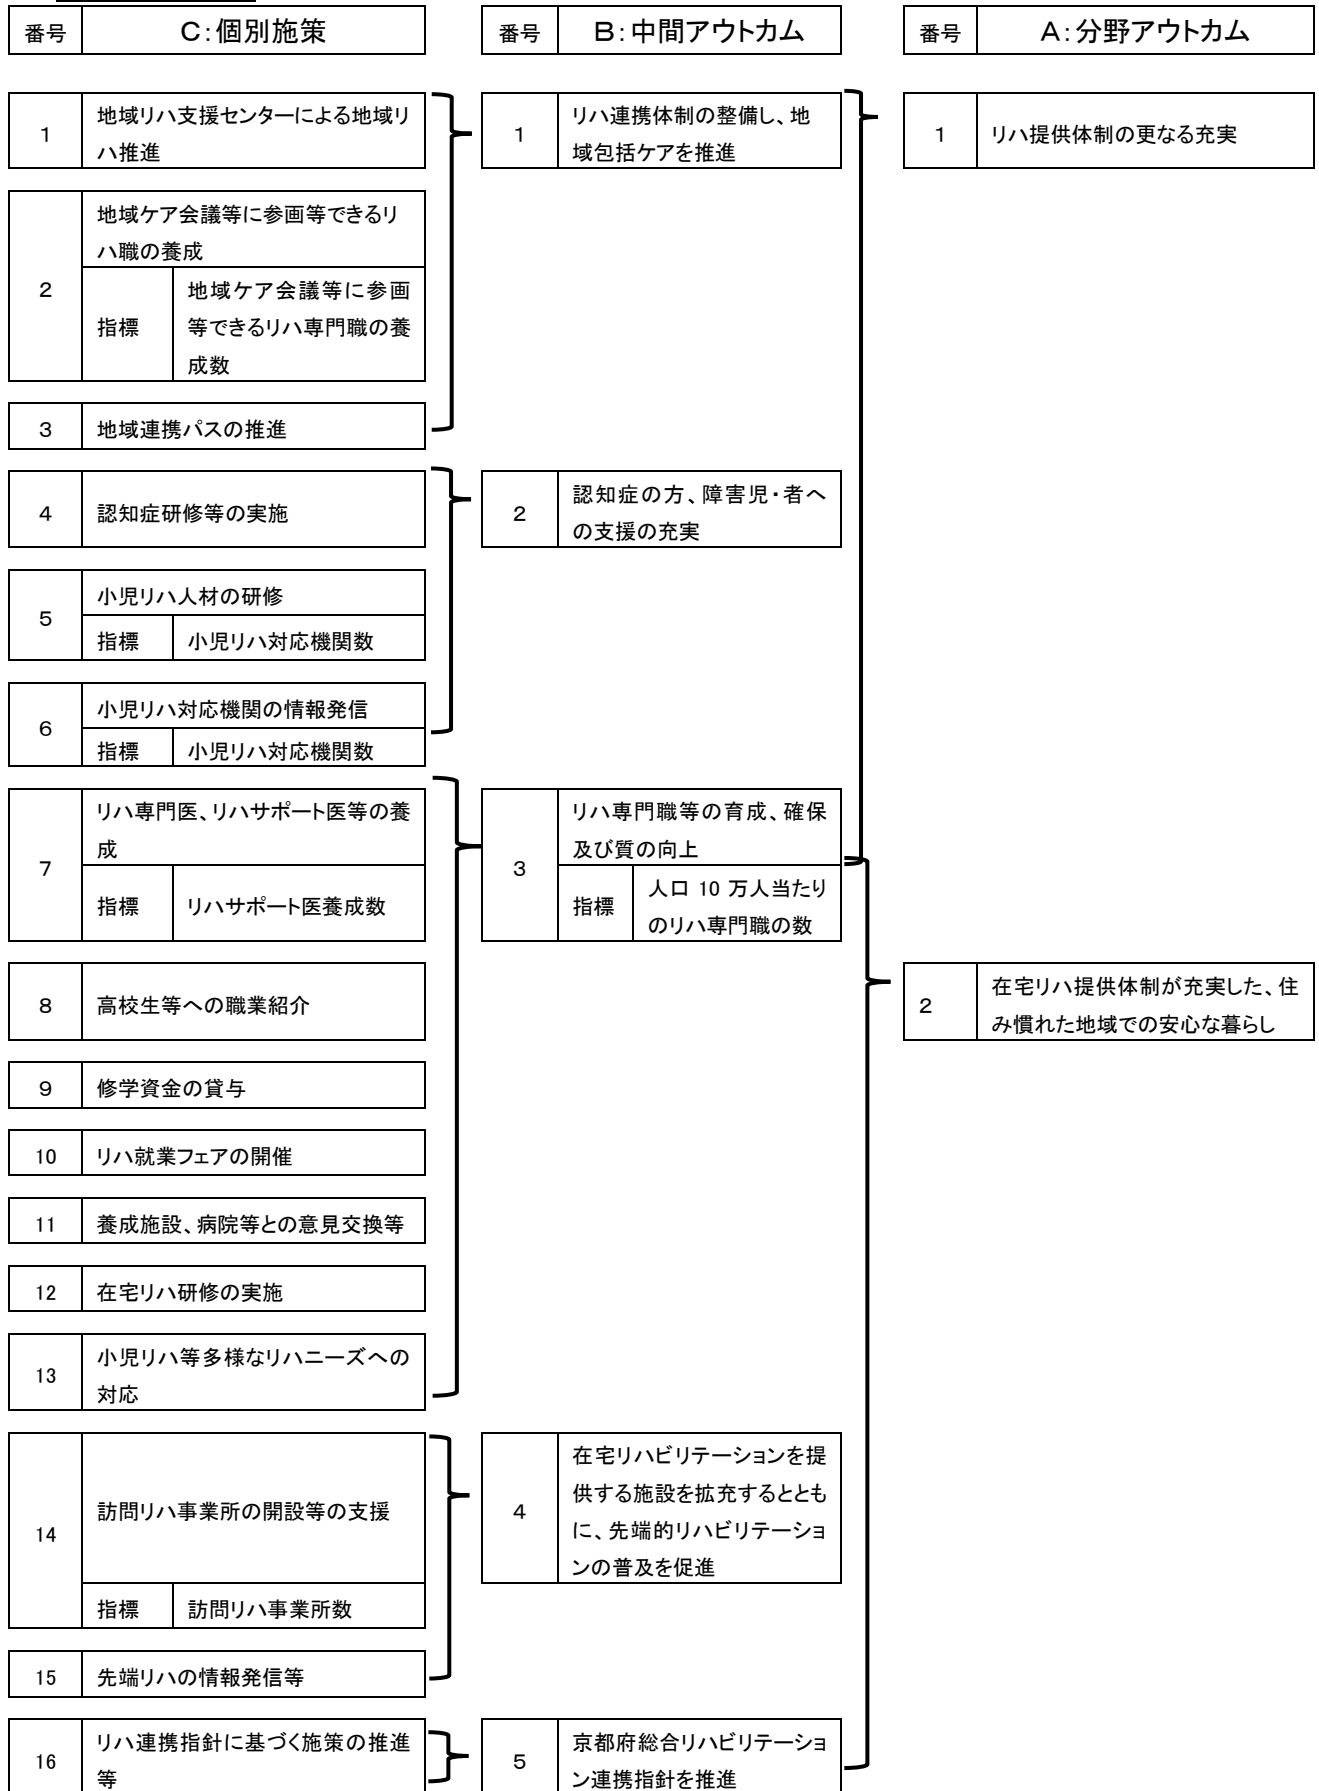 番号
C:個別施策
番号
B:中間アウトカム
番号
A:分野アウトカム
1
地域リハ支援センターによる地域リ
ハ推進
1
リハ連携体制の整備し、地
域包括ケアを推進
1
リハ提供体制の更なる充実
2
地域ケア会議等に参画等できるリ
ハ職の養成
指標
地域ケア会議等に参画
等できるリハ専門職の養
成数
3
地域連携パスの推進
4
認知症研修等の実施
2
認知症の方、障害児・者へ
の支援の充実
5
小児リハ人材の研修
指標
小児リハ対応機関数
6
小児リハ対応機関の情報発信
指標
小児リハ対応機関数
7
リハ専門医、リハサポート医等の養
成
指標
リハサポート医養成数
3
リハ専門職等の育成、確保
及び質の向上
指標
人口 10 万人当たり
のリハ専門職の数
8
高校生等への職業紹介
2
在宅リハ提供体制が充実した、住
み慣れた地域での安心な暮らし
9
修学資金の貸与
10
リハ就業フェアの開催
11
養成施設、病院等との意見交換等
12
在宅リハ研修の実施
13
小児リハ等多様なリハニーズへの
対応
14
訪問リハ事業所の開設等の支援
指標
訪問リハ事業所数
4
在宅リハビリテーションを提
供する施設を拡充するととも
に、先端的リハビリテーショ
ンの普及を促進
15
先端リハの情報発信等
16
リハ連携指針に基づく施策の推進
等
5
京都府総合リハビリテーショ
ン連携指針を推進